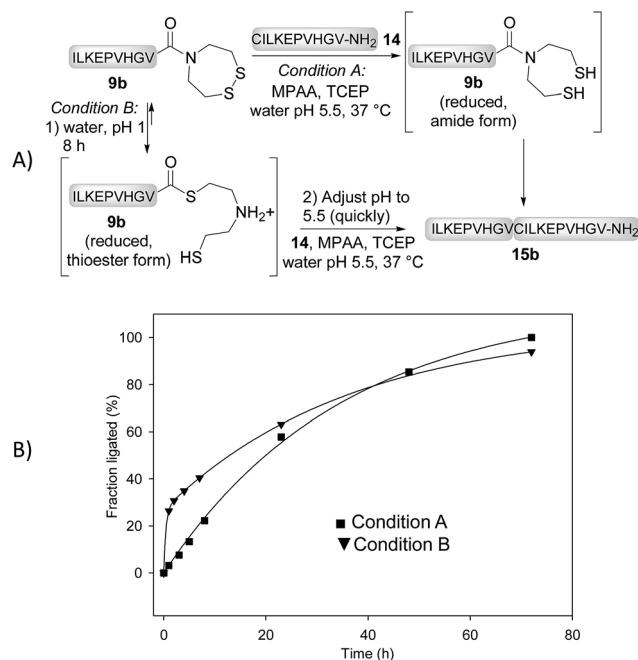 A)
ILKEPVHGV
O
N
S
S
9b
CILKEPVHGV-NH2 14
Condition A:
MPAA, TCEP
water pH 5.5, 37 °C
ILKEPVHGV
O
N
SH
SH
9b
(reduced,
amide form)
Condition B:
1) water, pH 1
8 h
ILKEPVHGV
O
S
NH2+
HS
9b
(reduced,
thioester form)
2) Adjust pH to
5.5 (quickly)
14, MPAA, TCEP
water pH 5.5, 37 °C
ILKEPVHGVCILKEPVHGV-NH2
15b
B)
Fraction ligated (%)
100
80
60
40
20
0
Condition A
Condition B
0 20 40 60 80
Time (h)